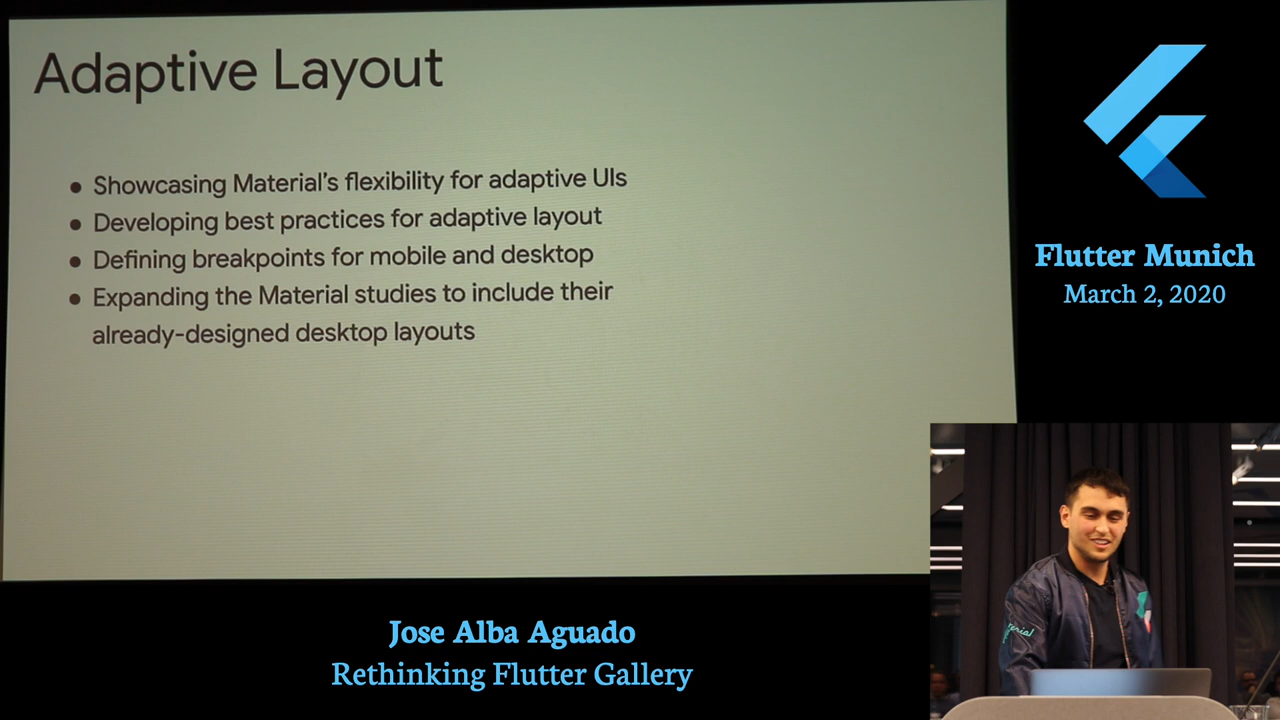 Adaptive Layout
● Showcasing Material's flexibility for adaptive UIs
● Developing best practices for adaptive layout
● Defining breakpoints for mobile and desktop
● Expanding the Material studies to include their
already-designed desktop layouts
Flutter Munich
March 2, 2020
Jose Alba Aguado
Rethinking Flutter Gallery